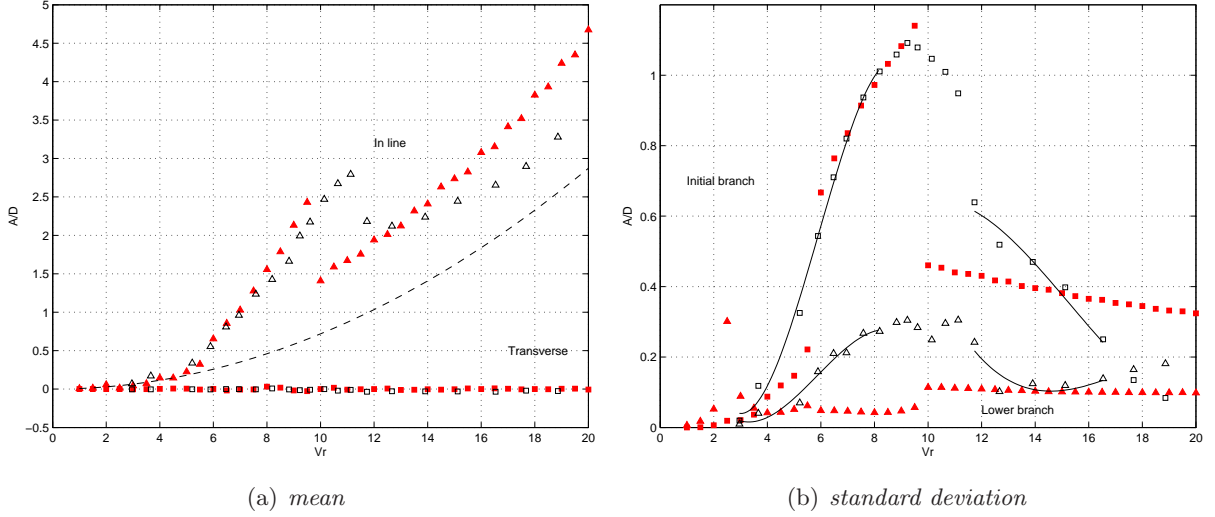 5
4.5
4
3.5
3
2.5
2
1.5
1
0.5
0
−0.5
A/D
0 2 4 6 8 10 12 14 16 18 20
Vr
In line
Transverse
(a) mean
1
0.8
0.6
0.4
0.2
0
A/D
0 2 4 6 8 10 12 14 16 18 20
Vr
Initial branch
Lower branch
(b) standard deviation